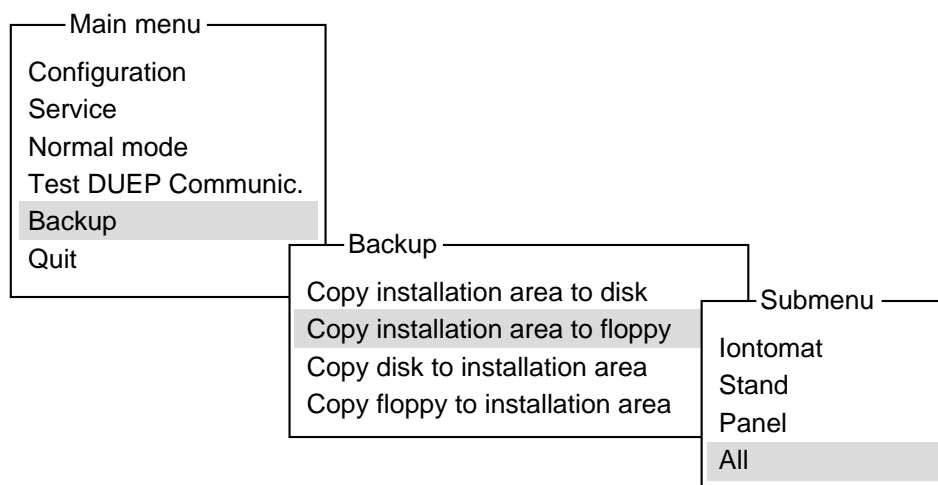 Main menu
Configuration
Service
Normal mode
Test DUEP Communic.
Backup
Quit
Backup
Copy installation area to disk
Copy installation area to floppy
Copy disk to installation area
Copy floppy to installation area
Submenu
Iontomat
Stand
Panel
All